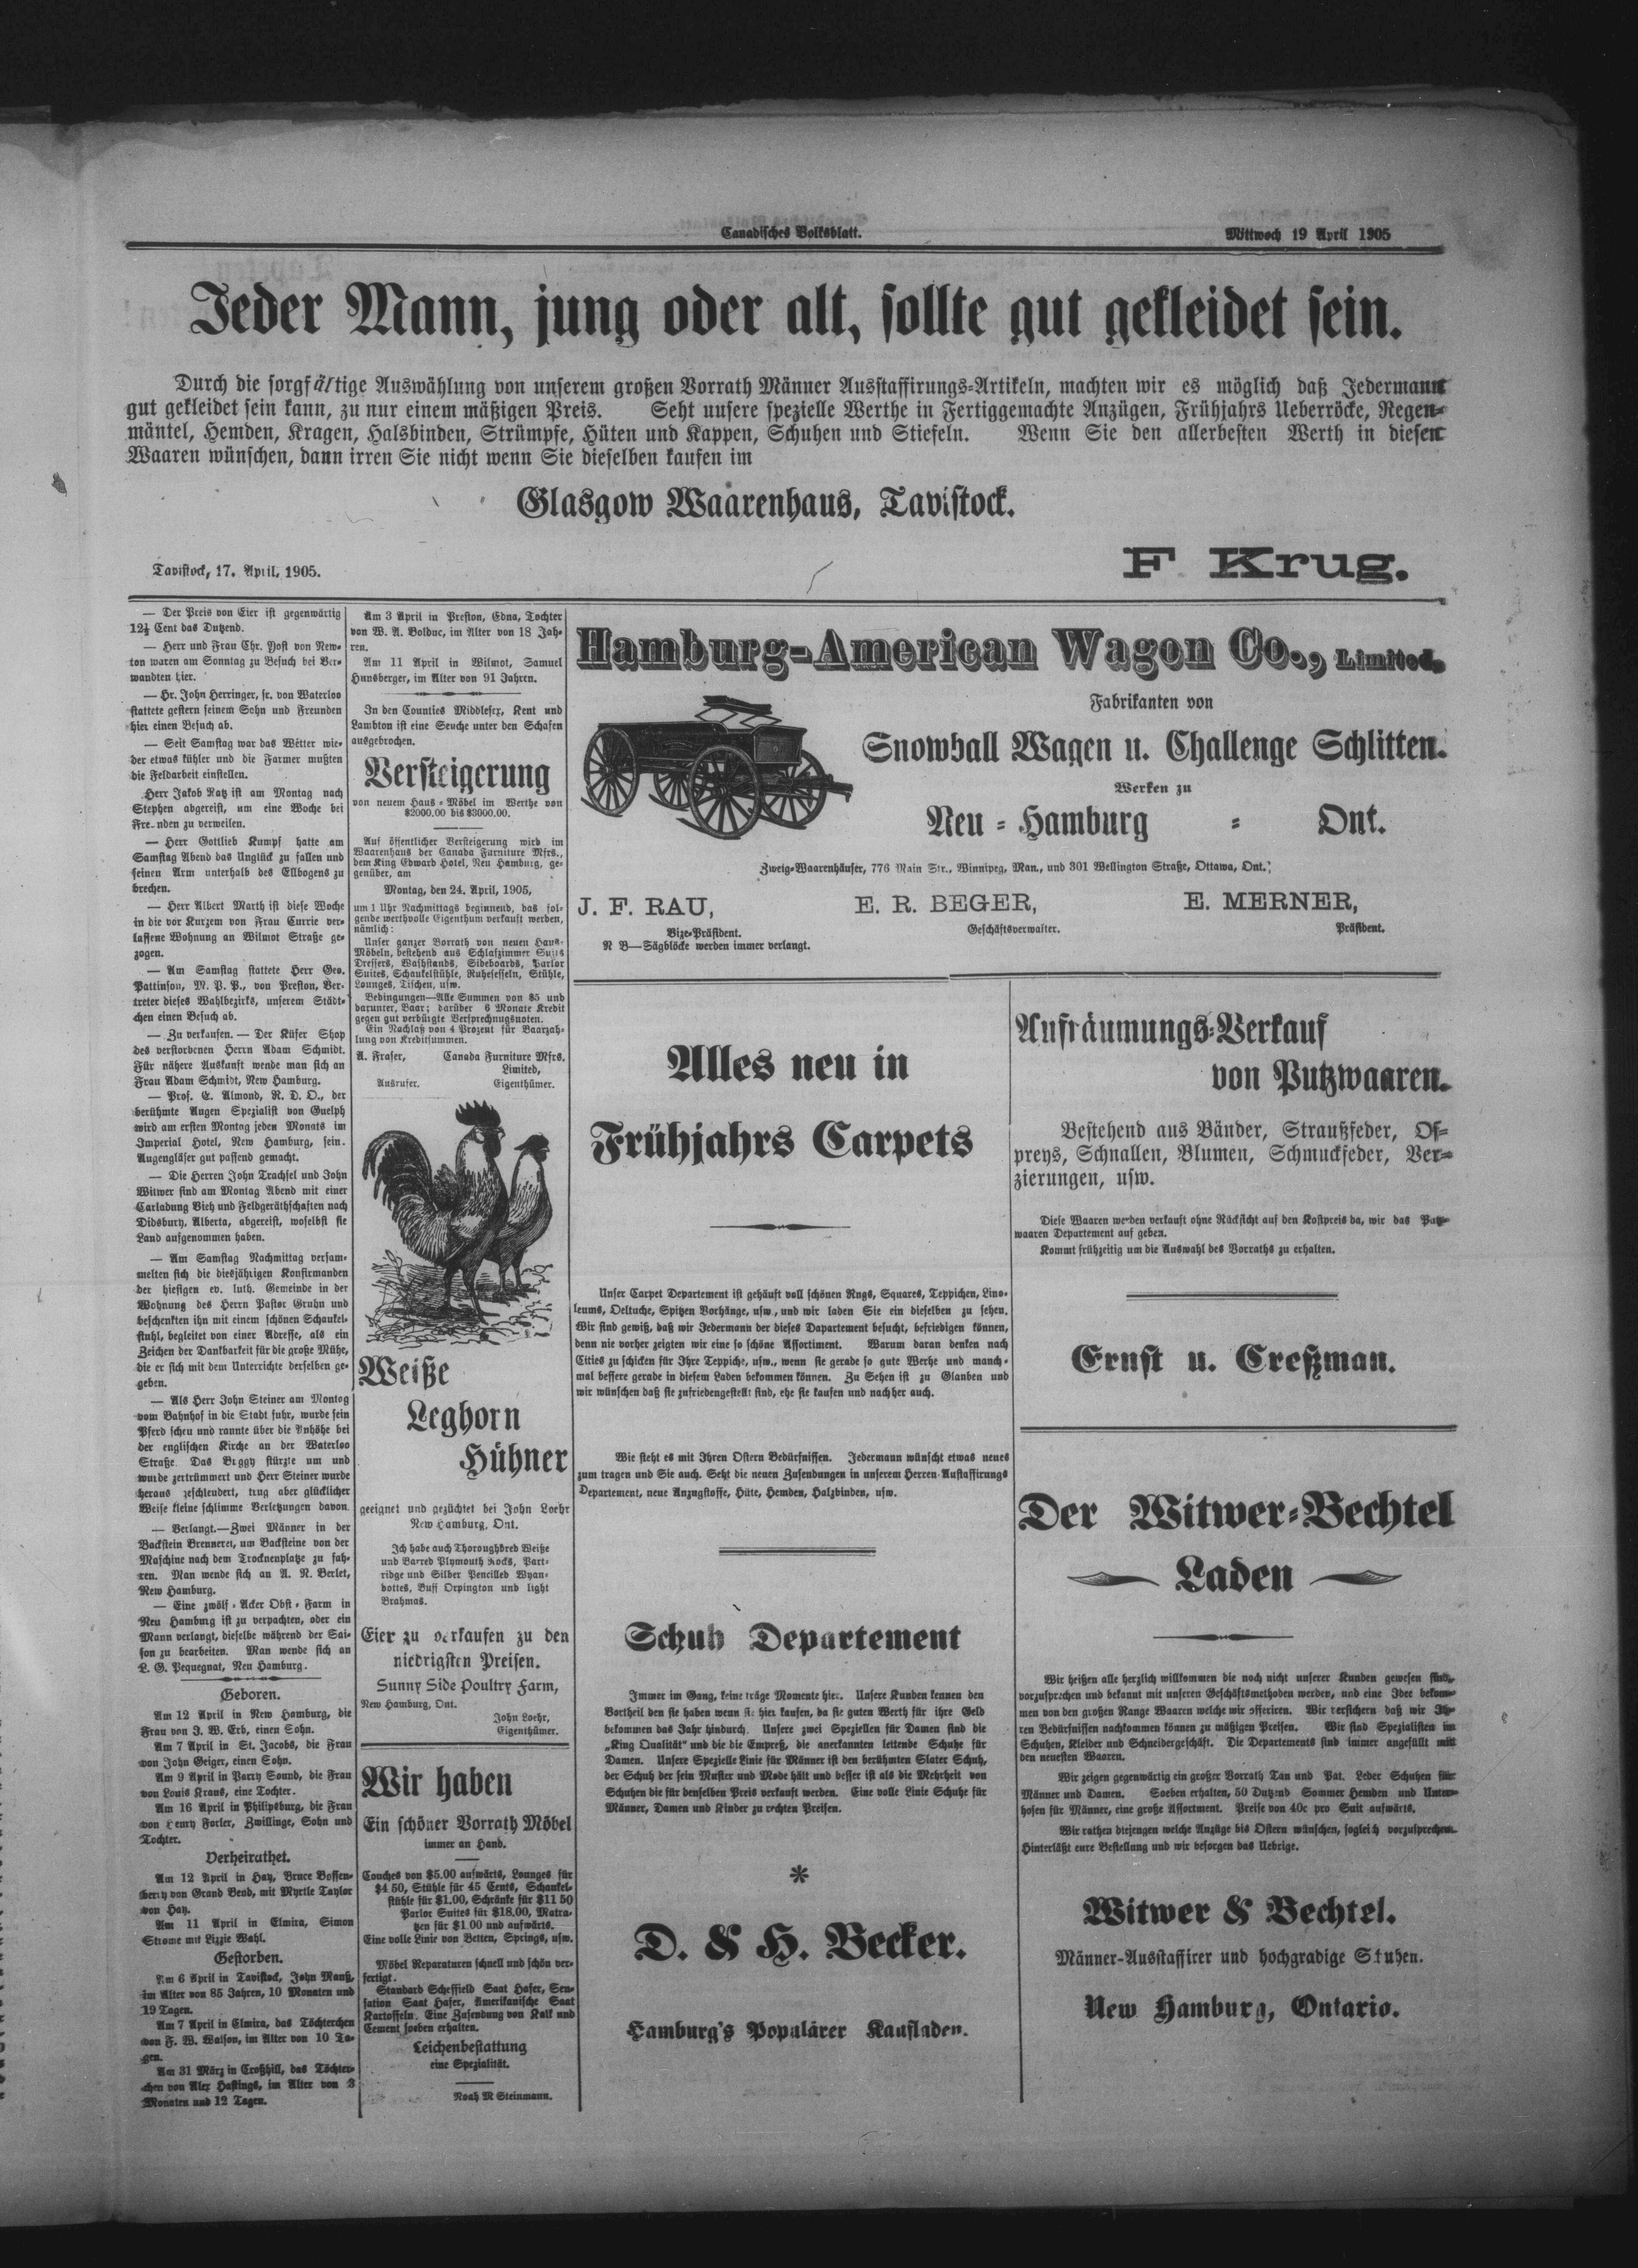 Canadisches Volksblatt.
Mittwoch 19 April 1905
Jeder Mann, jung oder alt, sollte gut gekleidet sein.
Durch die sorgfältige Auswählung von unserem großen Vorrath Männer Ausstaffirungs-Artikeln, machten wir es möglich daß Jedermann
gut gekleidet sein kann, zu nur einem mäßigen Preis. Seht unsere spezielle Werthe in Fertiggemachte Anzügen, Frühjahrs Ueberröcke, Regen-
mäntel, Hemden, Kragen, Halsbinden, Strümpfe, Hüten und Kappen, Schuhen und Stiefeln. Wenn Sie den allerbesten Werth in diesen
Waaren wünschen, dann irren Sie nicht wenn Sie dieselben kaufen im
Glasgow Waarenhaus, Tavistock.
F Krug.
Tavistock, 17. April, 1905.
— Der Preis von Eier ist gegenwärtig
12½ Cent das Dutzend.
— Herr und Frau Chr. Yost von New-
ton waren am Sonntag zu Besuch bei Ver-
wandten hier.
— Hr. John Herringer, sr. von Waterloo
stattete gestern seinem Sohn und Freunden
hier einen Besuch ab.
— Seit Samstag war das Wetter wie-
der etwas kühler und die Farmer mußten
die Feldarbeit einstellen.
Herr Jakob Ratz ist am Montag nach
Stephen abgereist, um eine Woche bei
Freunden zu verweilen.
— Herr Gottlieb Kumpf hatte am
Samstag Abend das Unglück zu fallen und
seinen Arm unterhalb des Ellbogens zu
brechen.
— Herr Albert Marth ist diese Woche
in die vor Kurzem von Frau Currie ver-
lassene Wohnung an Wilmot Straße ge-
zogen.
— Am Samstag stattete Herr Geo.
Pattinson, M. P. P., von Preston, Ver-
treter dieses Wahlbezirks, unserem Städt-
chen einen Besuch ab.
— Zu verkaufen. — Der Küfer Shop
des verstorbenen Herrn Adam Schmidt.
Für nähere Auskunft wende man sich an
Frau Adam Schmidt, New Hamburg.
— Prof. E. Almond, R. D. O., der
berühmte Augen Spezialist von Guelph
wird am ersten Montag jeden Monats im
Imperial Hotel, New Hamburg, sein.
Augengläser gut passend gemacht.
— Die Herren John Trachsel und John
Witwer sind am Montag Abend mit einer
Carladung Vieh und Feldgeräthschaften nach
Didsbury, Alberta, abgereist, woselbst sie
Land aufgenommen haben.
— Am Samstag Nachmittag versam-
melten sich die diesjährigen Konfirmanden
der hiesigen ev. luth. Gemeinde in der
Wohnung des Herrn Pastor Gruhn und
beschenkten ihn mit einem schönen Schaukel-
stuhl, begleitet von einer Adresse, als ein
Zeichen der Dankbarkeit für die große Mühe,
die er sich mit dem Unterrichte derselben ge-
geben.
— Als Herr John Steiner am Montag
vom Bahnhof in die Stadt fuhr, wurde sein
Pferd scheu und rannte über die Anhöhe bei
der englischen Kirche an der Waterloo
Straße. Das Buggy stürzte um und
wurde zertrümmert und Herr Steiner wurde
heraus geschleudert, trug aber glücklicher
Weise kleine schlimme Verletzungen davon.
— Verlangt.—Zwei Männer in der
Backstein Brennerei, um Backsteine von der
Maschine nach dem Trocknenplatze zu fah-
ren. Man wende sich an A. N. Berlet,
New Hamburg.
— Eine zwölf-Acker Obst-Farm in
Neu Hamburg ist zu verpachten, oder ein
Mann verlangt, dieselbe während der Sai-
son zu bearbeiten. Man wende sich an
L. G. Pequegnat, Neu Hamburg.
Geboren.
Am 12 April in New Hamburg, die
Frau von J. W. Erb, einen Sohn.
Am 7 April in St. Jacobs, die Frau
von John Geiger, einen Sohn.
Am 9 April in Parry Sound, die Frau
von Louis Kraus, eine Tochter.
Am 16 April in Philipsburg, die Frau
von Henry Forler, Zwillinge, Sohn und
Tochter.
Verheirathet.
Am 12 April in Hay, Bruce Bossen-
berry von Grand Bend, mit Myrtle Taylor
von Hay.
Am 11 April in Elmira, Simon
Strome mit Lizzie Wahl.
Gestorben.
Am 6 April in Tavistock, John Mantz,
im Alter von 85 Jahren, 10 Monaten und
19 Tagen.
Am 7 April in Elmira, das Töchterchen
von F. W. Watson, im Alter von 10 Ta-
gen.
Am 31 März in Croßhill, das Töchter-
chen von Alex Hastings, im Alter von 3
Monaten und 12 Tagen.
Am 3 April in Preston, Edna, Tochter
von W. A. Bolduc, im Alter von 18 Jah-
ren.
Am 11 April in Wilmot, Samuel
Hunsberger, im Alter von 91 Jahren.
In den Counties Middlesex, Kent und
Lambton ist eine Seuche unter den Schafen
ausgebrochen.
Versteigerung
von neuem Haus-Möbel im Werthe von
$2000.00 bis $3000.00.
Auf öffentlicher Versteigerung wird im
Waarenhaus der Canada Furniture Mfrs.,
dem King Edward Hotel, Neu Hamburg, ge-
genüber, am
Montag, den 24. April, 1905,
um 1 Uhr Nachmittags beginnend, das fol-
gende werthvolle Eigenthum verkauft werden,
nämlich:
Unser ganzer Vorrath von neuen Haus-
Möbeln, bestehend aus Schlafzimmer Suits
Dressers, Washstands, Sideboards, Parlor
Suites, Schaukelstühle, Ruhesesseln, Stühle,
Lounges, Tischen, usw.
Bedingungen—Alle Summen von $5 und
darunter, Baar; darüber 6 Monate Kredit
gegen gut verbürgte Versprechnugsnoten.
Ein Nachlaß von 4 Prozent für Baarzah-
lung von Kreditsummen.
A. Fraser, Canada Furniture Mfrs.
Limited,
Ausrufer. Eigenthümer.
Weiße
Leghorn
Hühner
geeignet und gezüchtet bei John Loehr
New Hamburg, Ont.
Ich habe auch Thoroughbred Weiße
und Barred Plymouth Rocks, Part-
ridge und Silber Pencilled Wyan-
dottes, Buff Orpington und light
Brahmas.
Eier zu verkaufen zu den
niedrigsten Preisen.
Sunny Side Poultry Farm,
New Hamburg, Ont.
John Loehr,
Eigenthümer.
Wir haben
Ein schöner Vorrath Möbel
immer an Hand.
Couches von $5.00 aufwärts, Lounges für
$4 50, Stühle für 45 Cents, Schaukel-
stühle für $1.00, Schränke für $11 50
Parlor Suites für $18.00, Matra-
tzen für $1.00 und aufwärts.
Eine volle Linie von Betten, Springs, usw.
Möbel Reparaturen schnell und schön ver-
fertigt.
Standard Scheffield Saat Hafer, Sen-
sation Saat Hafer, Amerikanische Saat
Kartoffeln. Eine Zusendung von Kalk und
Cement soeben erhalten.
Leichenbestattung
eine Spezialität.
Noah M Steinmann.
Hamburg-American Wagon Co., Limited.
Fabrikanten von
Snowball Wagen u. Challenge Schlitten.
Werken zu
Neu-Hamburg - Ont.
Zweig-Waarenhäuser, 776 Main Str., Winnipeg, Man., und 301 Wellington Straße, Ottawa, Ont.
J. F. RAU, E. R. BEGER, E. MERNER,
Vize-Präsident. Geschäftsverwalter. Präsident.
N B—Sägblöcke werden immer verlangt.
Alles neu in
Frühjahrs Carpets
Unser Carpet Departement ist gehäuft voll schönen Rugs, Squares, Teppichen, Lino-
leums, Oeltuche, Spitzen Vorhänge, usw., und wir laden Sie ein dieselben zu sehen.
Wir sind gewiß, daß wir Jedermann der dieses Dapartement besucht, befriedigen können,
denn nie vorher zeigten wir eine so schöne Assortiment. Warum daran denken nach
Cities zu schicken für Ihre Teppiche, usw., wenn sie gerade so gute Werhe und manch-
mal bessere gerade in diesem Laden bekommen können. Zu Sehen ist zu Glauben und
wir wünschen daß sie zufriedengestellt sind, ehe sie kaufen und nachher auch.
Wie steht es mit Ihren Ostern Bedürfnissen. Jedermann wünscht etwas neues
zum tragen und Sie auch. Seht die neuen Zusendungen in unserem Herren-Austaffirungs
Departement, neue Anzugstoffe, Hüte, Hemden, Halzbinden, usw.
Schuh Departement
Immer im Gang, keine träge Momente hier. Unsere Kunden kennen den
Vortheil den sie haben wenn sie hier kaufen, da sie guten Werth für ihre Geld
bekommen das Jahr hindurch. Unsere zwei Speziellen für Damen sind die
„King Qualität“ und die die Empreß, die anerkannten leitende Schuhe für
Damen. Unsere Spezielle Linie für Männer ist den berühmten Slater Schuh,
der Schuh der sein Muster und Mode hält und besser ist als die Mehrheit von
Schuhen die für denselben Preis verkauft werden. Eine volle Linie Schuhe für
Männer, Damen und Kinder zu rechten Preisen.
*
D. & H. Becker.
Hamburg's Populärer Kaufladen.
Aufräumungs-Verkauf
von Putzwaaren.
Bestehend aus Bänder, Straußfeder, Os-
preys, Schnallen, Blumen, Schmuckfeder, Ver-
zierungen, usw.
Diese Waaren werden verkauft ohne Rücksicht auf den Kostpreis da, wir das Putz-
waaren Departement auf geben.
Kommt frühzeitig um die Auswahl des Vorraths zu erhalten.
Ernst u. Creßman.
Der Witwer-Bechtel
Laden
Wir heißen alle herzlich willkommen die noch nicht unserer Kunden gewesen sind,
vorzusprechen und bekannt mit unseren Geschäftsmethoden werden, und eine Idee bekom-
men von den großen Range Waaren welche wir offeriren. Wir versichern daß wir Ih-
ren Bedürfnissen nachkommen können zu mäßigen Preisen. Wir sind Spezialisten im
Schuhen, Kleider und Schneidergeschäft. Die Departements sind immer angefüllt mit
den neuesten Waaren.
Wir zeigen gegenwärtig ein großer Vorrath Tan und Pat. Leder Schuhen für
Männer und Damen. Soeben erhalten, 50 Dutzend Sommer Hemden und Unter-
hosen für Männer, eine große Assortment. Preise von 40c pro Suit aufwärts.
Wir rathen diejengen welche Anzüge bis Ostern wünschen, sogleich vorzusprechen.
Hinterläßt eure Bestellung und wir besorgen das Uebrige.
Witwer & Bechtel.
Männer-Ausstaffirer und hochgradige Stuhen.
New Hamburg, Ontario.